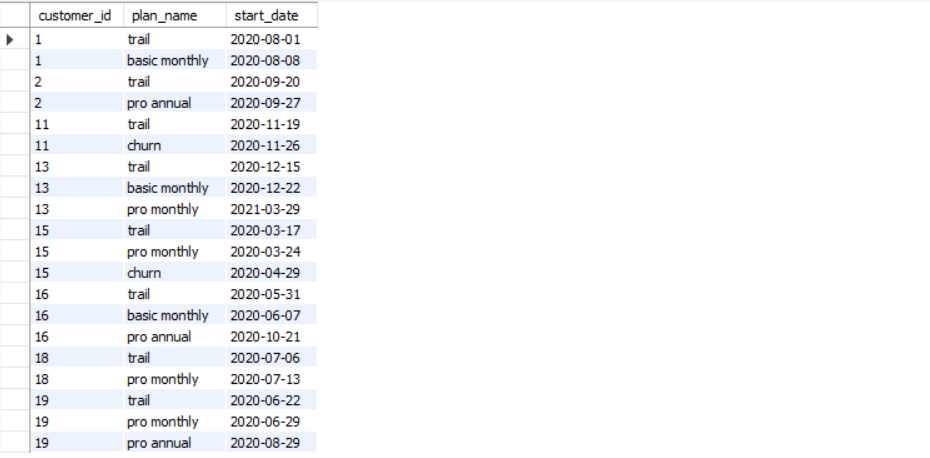 customer_id plan_name start_date
1 trail 2020-08-01
1 basic monthly 2020-08-08
2 trail 2020-09-20
2 pro annual 2020-09-27
11 trail 2020-11-19
11 churn 2020-11-26
13 trail 2020-12-15
13 basic monthly 2020-12-22
13 pro monthly 2021-03-29
15 trail 2020-03-17
15 pro monthly 2020-03-24
15 churn 2020-04-29
16 trail 2020-05-31
16 basic monthly 2020-06-07
16 pro annual 2020-10-21
18 trail 2020-07-06
18 pro monthly 2020-07-13
19 trail 2020-06-22
19 pro monthly 2020-06-29
19 pro annual 2020-08-29